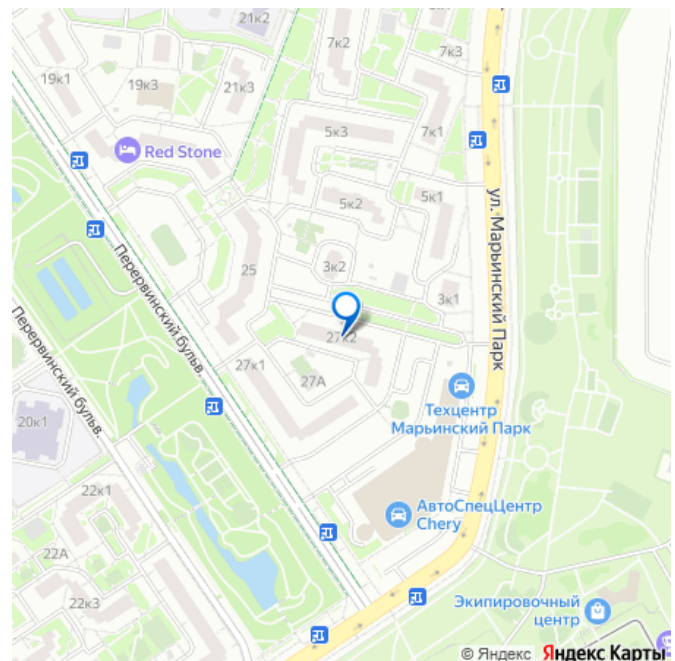 21к2
7к2
7к3
19к1
19к3
21к3
7к1
5к3
Red Stone
5к2
5к1
ул. Марьинский Парк
Перервинский бульв.
25
3к2
3к1
27к2
27к1
27А
Перервинский бульв.
Техцентр
Марьинский Парк
20к1
22к1
АвтоСпецЦентр
Chery
22А
22к3
Экипировочный
центр
© Яндекс Яндекс Карты